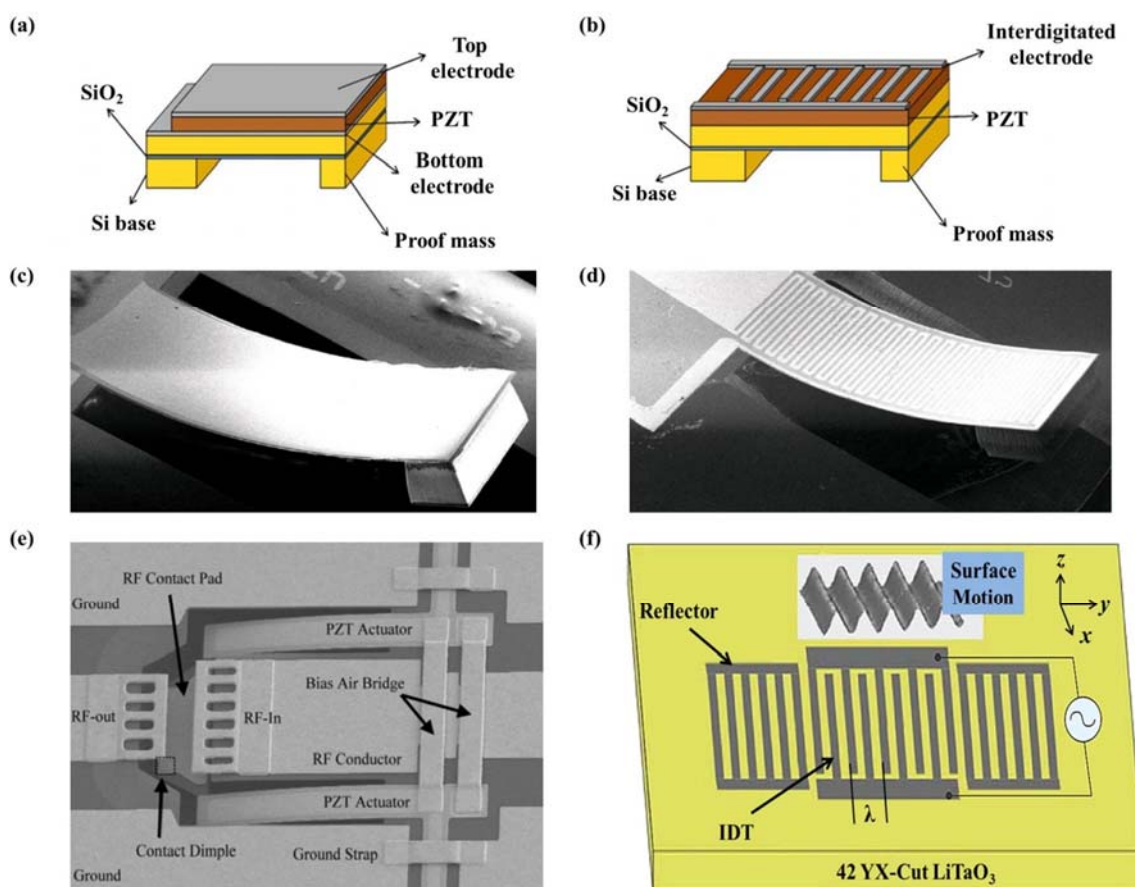 (a)
Top
electrode
SiO₂
PZT
Bottom
electrode
Si base
Proof mass
(b)
Interdigitated
electrode
SiO₂
PZT
Si base
Proof mass
(c)
(d)
(e)
RF Contact Pad
Ground
PZT Actuator
Bias Air Bridge
RF-out
RF-In
RF Conductor
PZT Actuator
Contact Dimple
Ground Strap
Ground
(f)
Surface
Motion
z
y
x
Reflector
IDT
λ
42 YX-Cut LiTaO₃